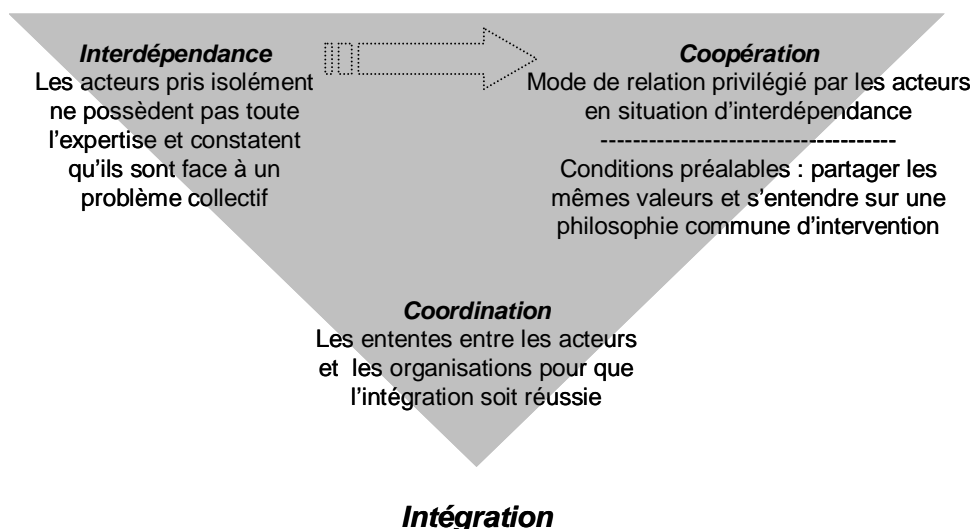 Interdépendance
Les acteurs pris isolément
ne possèdent pas toute
l'expertise et constatent
qu'ils sont face à un
problème collectif
Coopération
Mode de relation privilégié par les acteurs
en situation d'interdépendance
-------------------------------------
Conditions préalables : partager les
mêmes valeurs et s'entendre sur une
philosophie commune d'intervention
Coordination
Les ententes entre les acteurs
et les organisations pour que
l'intégration soit réussie
Intégration